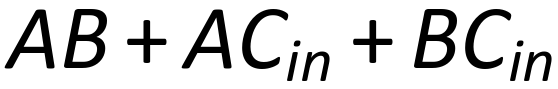 AB + AC_in + BC_in